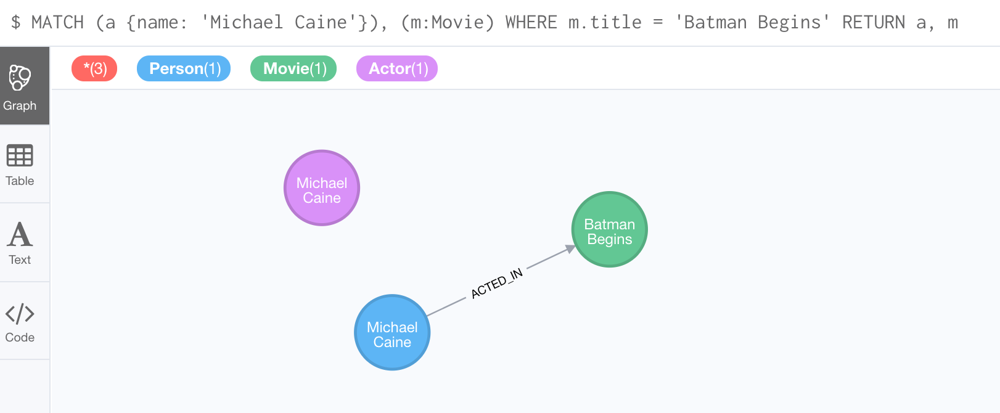 $ MATCH (a {name: 'Michael Caine'}), (m:Movie) WHERE m.title = 'Batman Begins' RETURN a, m
*(3) Person(1) Movie(1) Actor(1)
Graph
Table
Text
Code
Michael
Caine
Batman
Begins
ACTED_IN
Michael
Caine